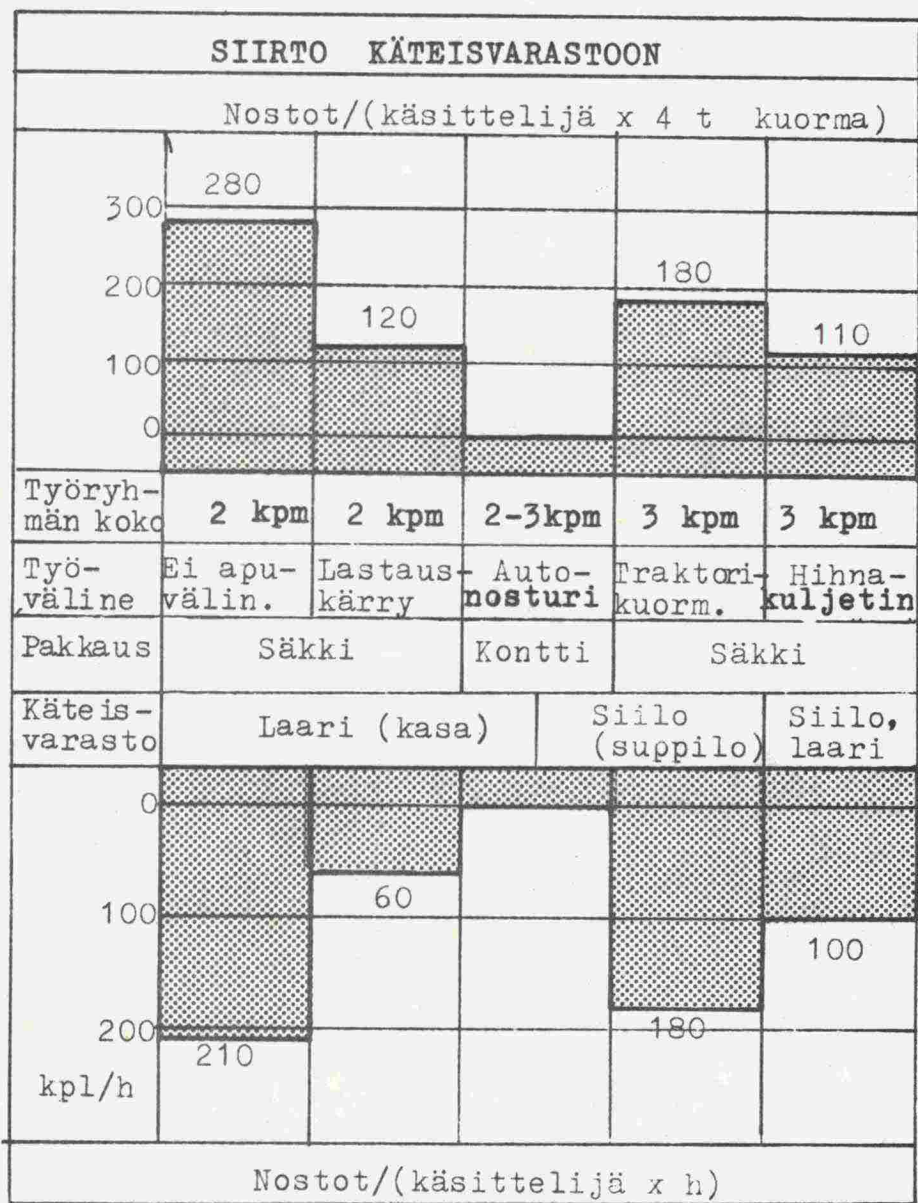 SIIRTO KÄTEISVARASTOON
Nostot/(käsittelijä x 4 t kuorma)
280
300
200
180
120
110
100
0
Työryh-
män koko
2 kpm
2 kpm
2-3kpm
3 kpm
3 kpm
Työ-
väline
Ei apu-
välin.
Lastaus-
kärry
Auto-
nosturi
Traktori-
kuorm.
Hihna-
kuljetin
Pakkaus
Säkki
Kontti
Säkki
Käteis-
varasto
Laari (kasa)
Siilo
(suppilo)
Siilo,
laari
0
60
100
100
200
180
210
kpl/h
Nostot/(käsittelijä x h)